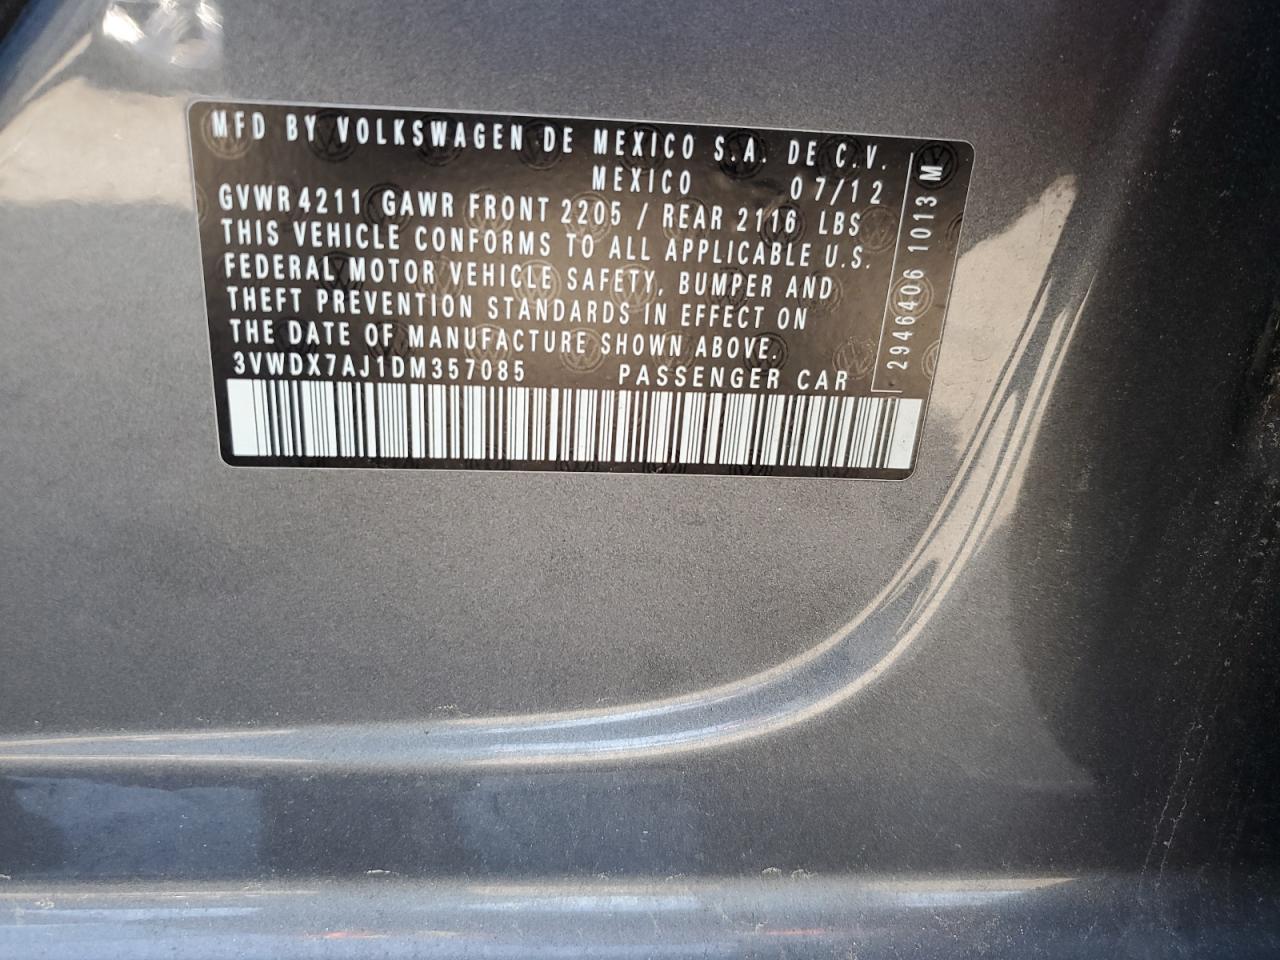 MFD BY VOLKSWAGEN DE MEXICO S.A. DE C.V.
MEXICO 07/12
GVWR 4211 GAWR FRONT 2205 / REAR 2116 LBS
THIS VEHICLE CONFORMS TO ALL APPLICABLE U.S.
FEDERAL MOTOR VEHICLE SAFETY, BUMPER AND
THEFT PREVENTION STANDARDS IN EFFECT ON
THE DATE OF MANUFACTURE SHOWN ABOVE.
3VWDX7AJ1DM357085 PASSENGER CAR
2946406 1013 M